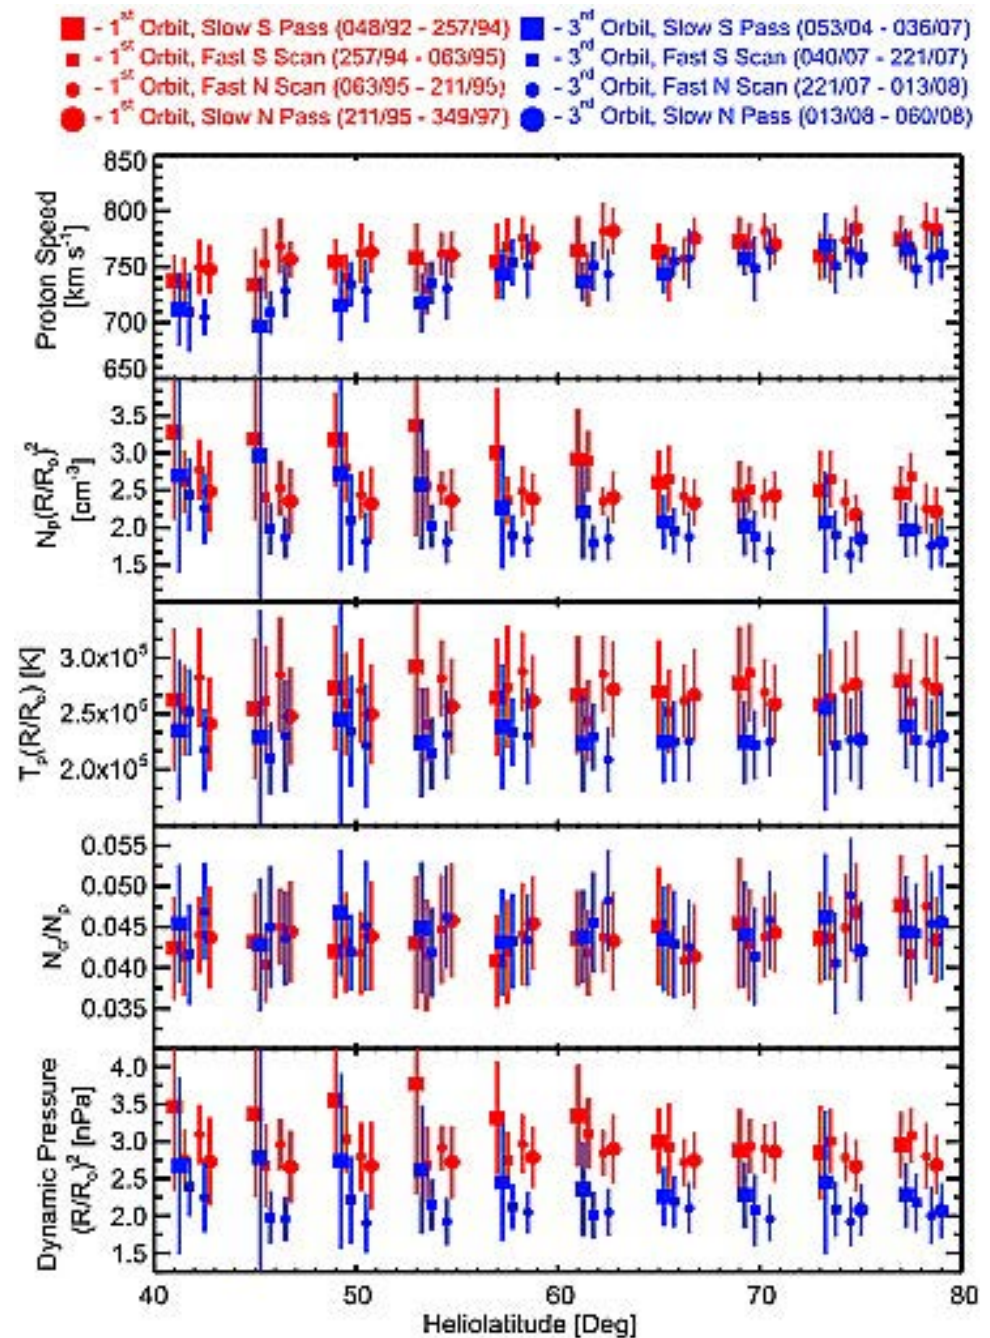 - 1st Orbit, Slow S Pass (048/92 - 257/94)
- 1st Orbit, Fast S Scan (257/94 - 063/95)
- 1st Orbit, Fast N Scan (063/95 - 211/95)
- 1st Orbit, Slow N Pass (211/95 - 349/97)
- 3rd Orbit, Slow S Pass (053/04 - 036/07)
- 3rd Orbit, Fast S Scan (040/07 - 221/07)
- 3rd Orbit, Fast N Scan (221/07 - 013/08)
- 3rd Orbit, Slow N Pass (013/08 - 060/08)
Proton Speed
[km s⁻¹]
850
800
750
700
650
Np(R/R₀)²
[cm⁻³]
3.5
3.0
2.5
2.0
1.5
Tp(R/R₀) [K]
3.0x10⁵
2.5x10⁵
2.0x10⁵
Nα/Np
0.055
0.050
0.045
0.040
0.035
Dynamic Pressure
(R/R₀)² [nPa]
4.0
3.5
3.0
2.5
2.0
1.5
40 50 60 70 80
Heliolatitude [Deg]